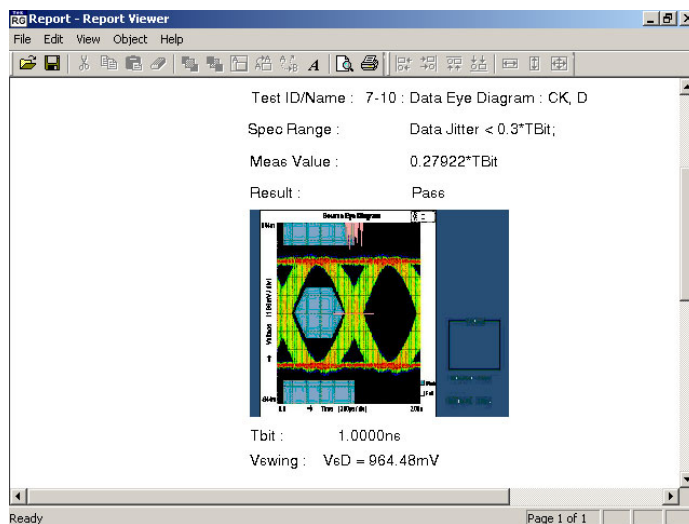 Report - Report Viewer
File Edit View Object Help
Test ID/Name : 7-10 : Data Eye Diagram : CK, D
Spec Range : Data Jitter < 0.3*TBit;
Meas Value : 0.27922*TBit
Result : Pass
Source Eye Diagram
Tbit : 1.0000ns
Vswing : VsD = 964.48mV
Ready Page 1 of 1